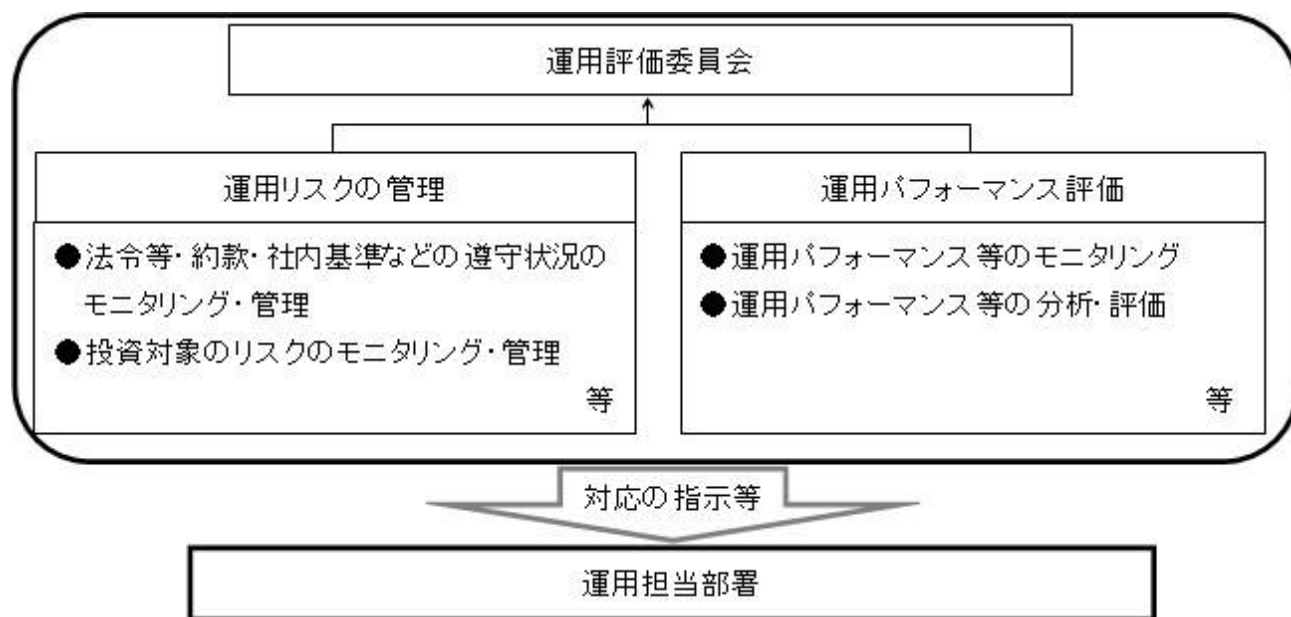 運用評価委員会
運用リスクの管理
●法令等・約款・社内基準などの遵守状況の
モニタリング・管理
●投資対象のリスクのモニタリング・管理
等
運用パフォーマンス評価
●運用パフォーマンス等のモニタリング
●運用パフォーマンス等の分析・評価
等
対応の指示等
運用担当部署